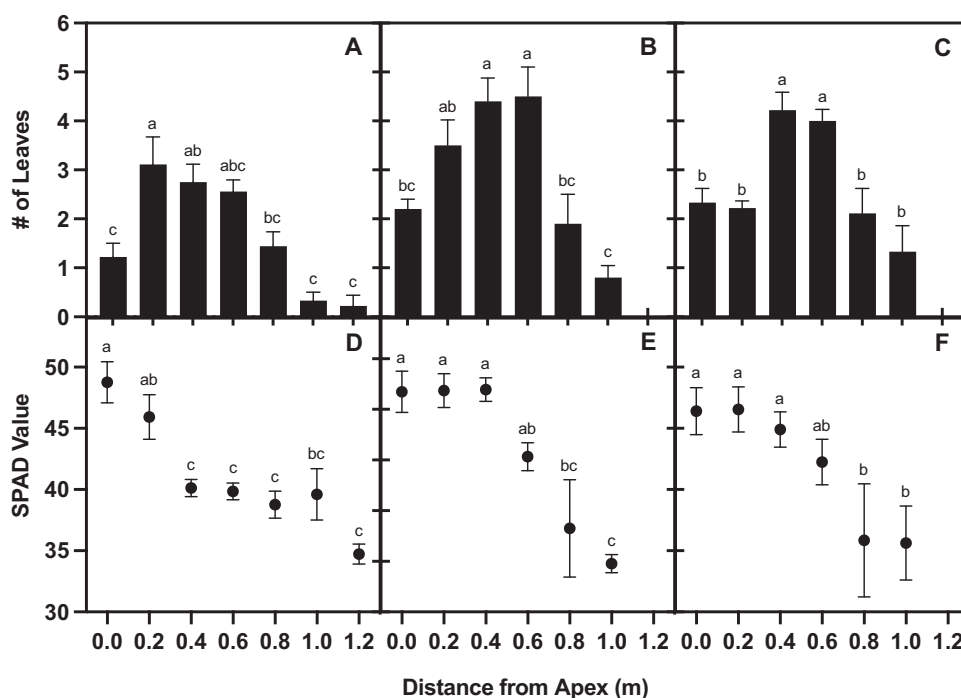 # of Leaves
6
5
4
3
2
1
0
A
c
a
ab
abc
bc
c
c
B
bc
ab
a
a
bc
c
C
b
b
a
a
b
b
SPAD Value
50
45
40
35
30
D
a
ab
c
c
c
bc
c
E
a
a
a
ab
bc
c
F
a
a
a
ab
b
b
0.0 0.2 0.4 0.6 0.8 1.0 1.2 0.0 0.2 0.4 0.6 0.8 1.0 1.2 0.0 0.2 0.4 0.6 0.8 1.0 1.2
Distance from Apex (m)